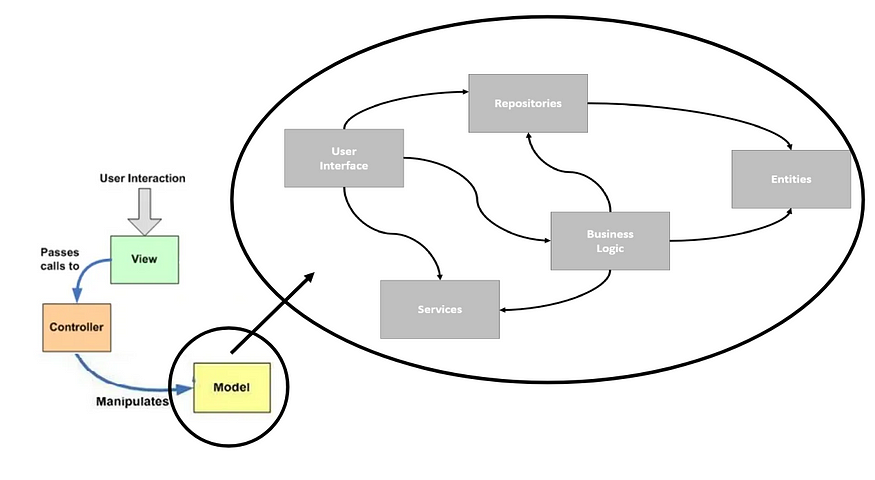 Repositories
User
Interface
Entities
User Interaction
Business
Logic
Passes
calls to
View
Services
Controller
Model
Manipulates